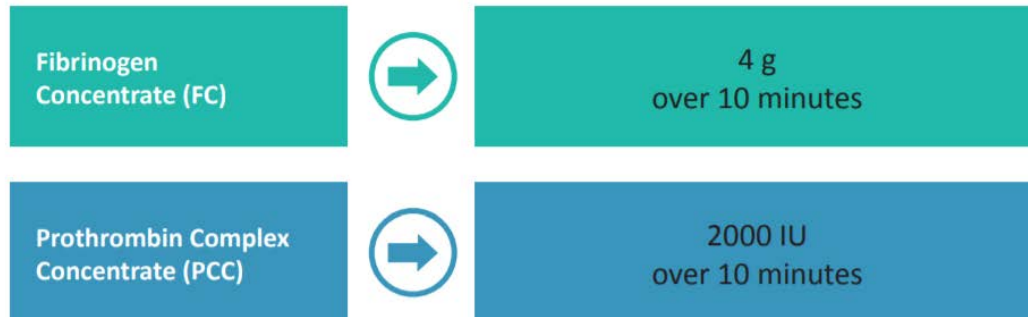 Fibrinogen
Concentrate (FC)
4 g
over 10 minutes
Prothrombin Complex
Concentrate (PCC)
2000 IU
over 10 minutes